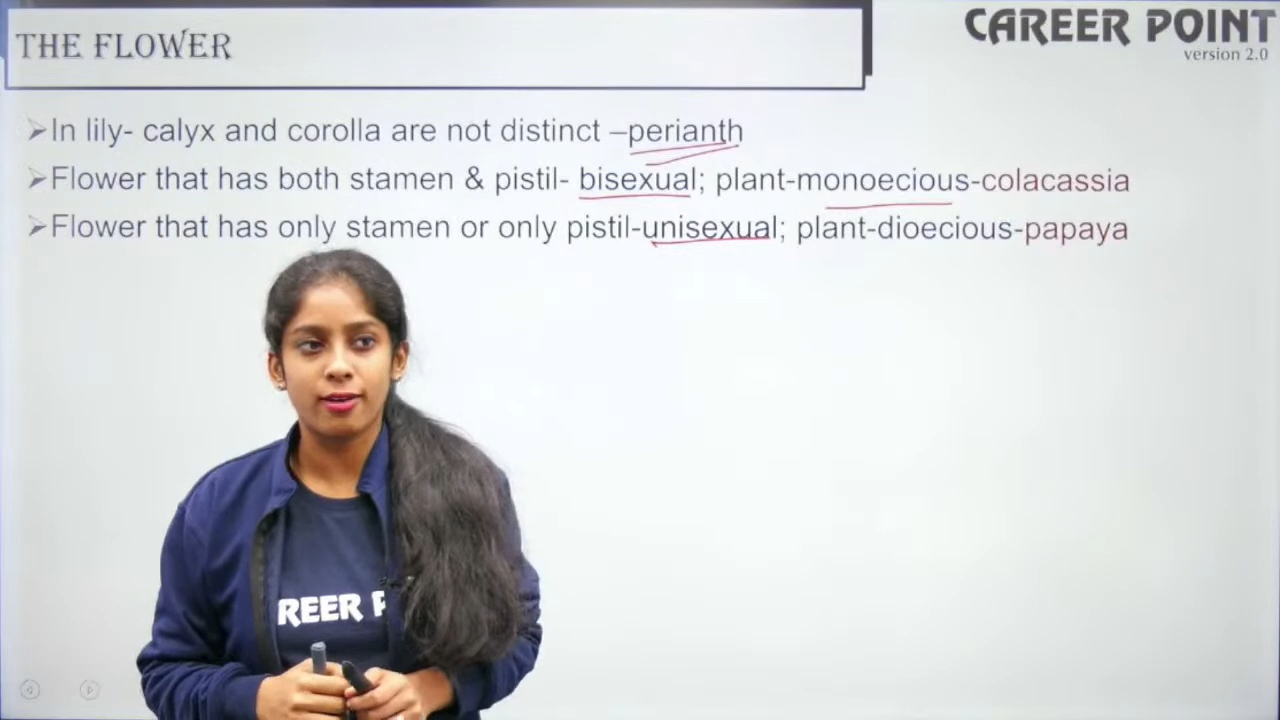 THE FLOWER
CAREER POINT
version 2.0
➢In lily- calyx and corolla are not distinct –perianth
➢Flower that has both stamen & pistil- bisexual; plant-monoecious-colacassia
➢Flower that has only stamen or only pistil-unisexual; plant-dioecious-papaya
REER P